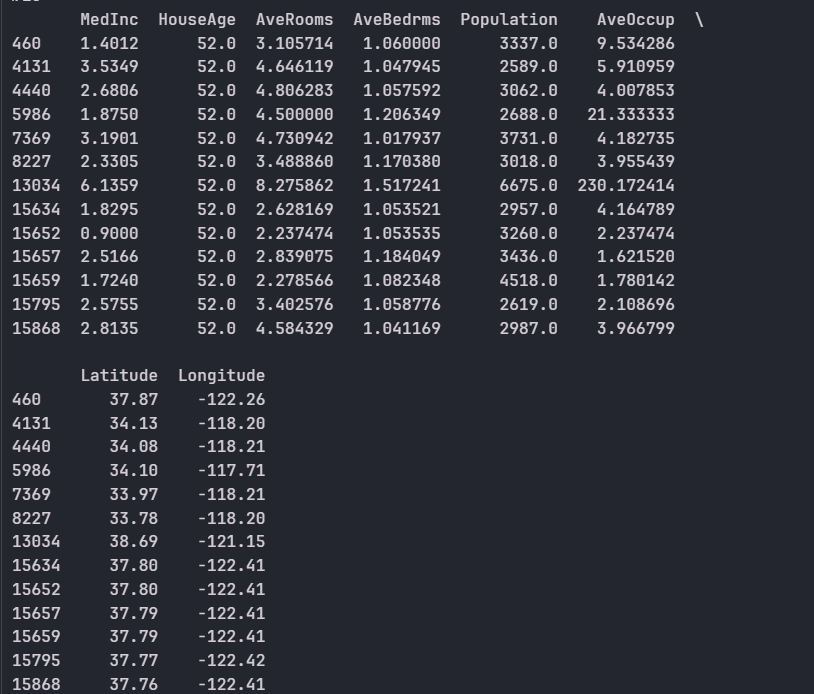 MedInc HouseAge AveRooms AveBedrms Population AveOccup \
460 1.4012 52.0 3.105714 1.060000 3337.0 9.534286
4131 3.5349 52.0 4.646119 1.047945 2589.0 5.910959
4440 2.6806 52.0 4.806283 1.057592 3062.0 4.007853
5986 1.8750 52.0 4.500000 1.206349 2688.0 21.333333
7369 3.1901 52.0 4.730942 1.017937 3731.0 4.182735
8227 2.3305 52.0 3.488860 1.170380 3018.0 3.955439
13034 6.1359 52.0 8.275862 1.517241 6675.0 230.172414
15634 1.8295 52.0 2.628169 1.053521 2957.0 4.164789
15652 0.9000 52.0 2.237474 1.053535 3260.0 2.237474
15657 2.5166 52.0 2.839075 1.184049 3436.0 1.621520
15659 1.7240 52.0 2.278566 1.082348 4518.0 1.780142
15795 2.5755 52.0 3.402576 1.058776 2619.0 2.108696
15868 2.8135 52.0 4.584329 1.041169 2987.0 3.966799
Latitude Longitude
460 37.87 -122.26
4131 34.13 -118.20
4440 34.08 -118.21
5986 34.10 -117.71
7369 33.97 -118.21
8227 33.78 -118.20
13034 38.69 -121.15
15634 37.80 -122.41
15652 37.80 -122.41
15657 37.79 -122.41
15659 37.79 -122.41
15795 37.77 -122.42
15868 37.76 -122.41